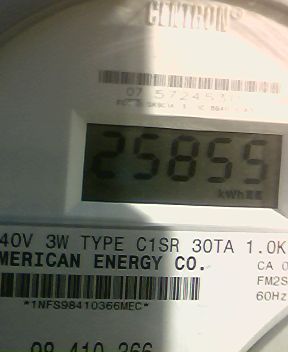 CENTRON®
25855
kWh
40V 3W TYPE C1SR 30TA 1.0K
MERICAN ENERGY CO.
CA 0
FM2S
*1NFS98410366MEC*
60Hz
98 410 366